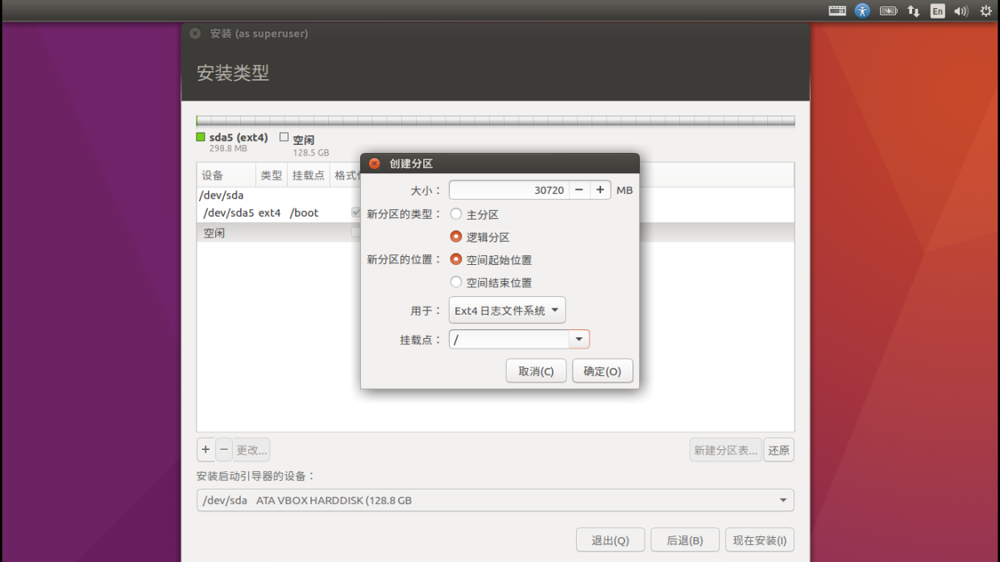 En
安装 (as superuser)
安装类型
sda5 (ext4)
298.8 MB
空闲
128.5 GB
设备 类型 挂载点
/dev/sda
/dev/sda5 ext4 /boot
空闲
创建分区
大小： 30720 − + MB
新分区的类型： 主分区
逻辑分区
新分区的位置： 空间起始位置
空间结束位置
用于： Ext4 日志文件系统
挂载点： /
取消(C) 确定(O)
+ − 更改... 新建分区表... 还原
安装启动引导器的设备：
/dev/sda ATA VBOX HARDDISK (128.8 GB
退出(Q) 后退(B) 现在安装(I)